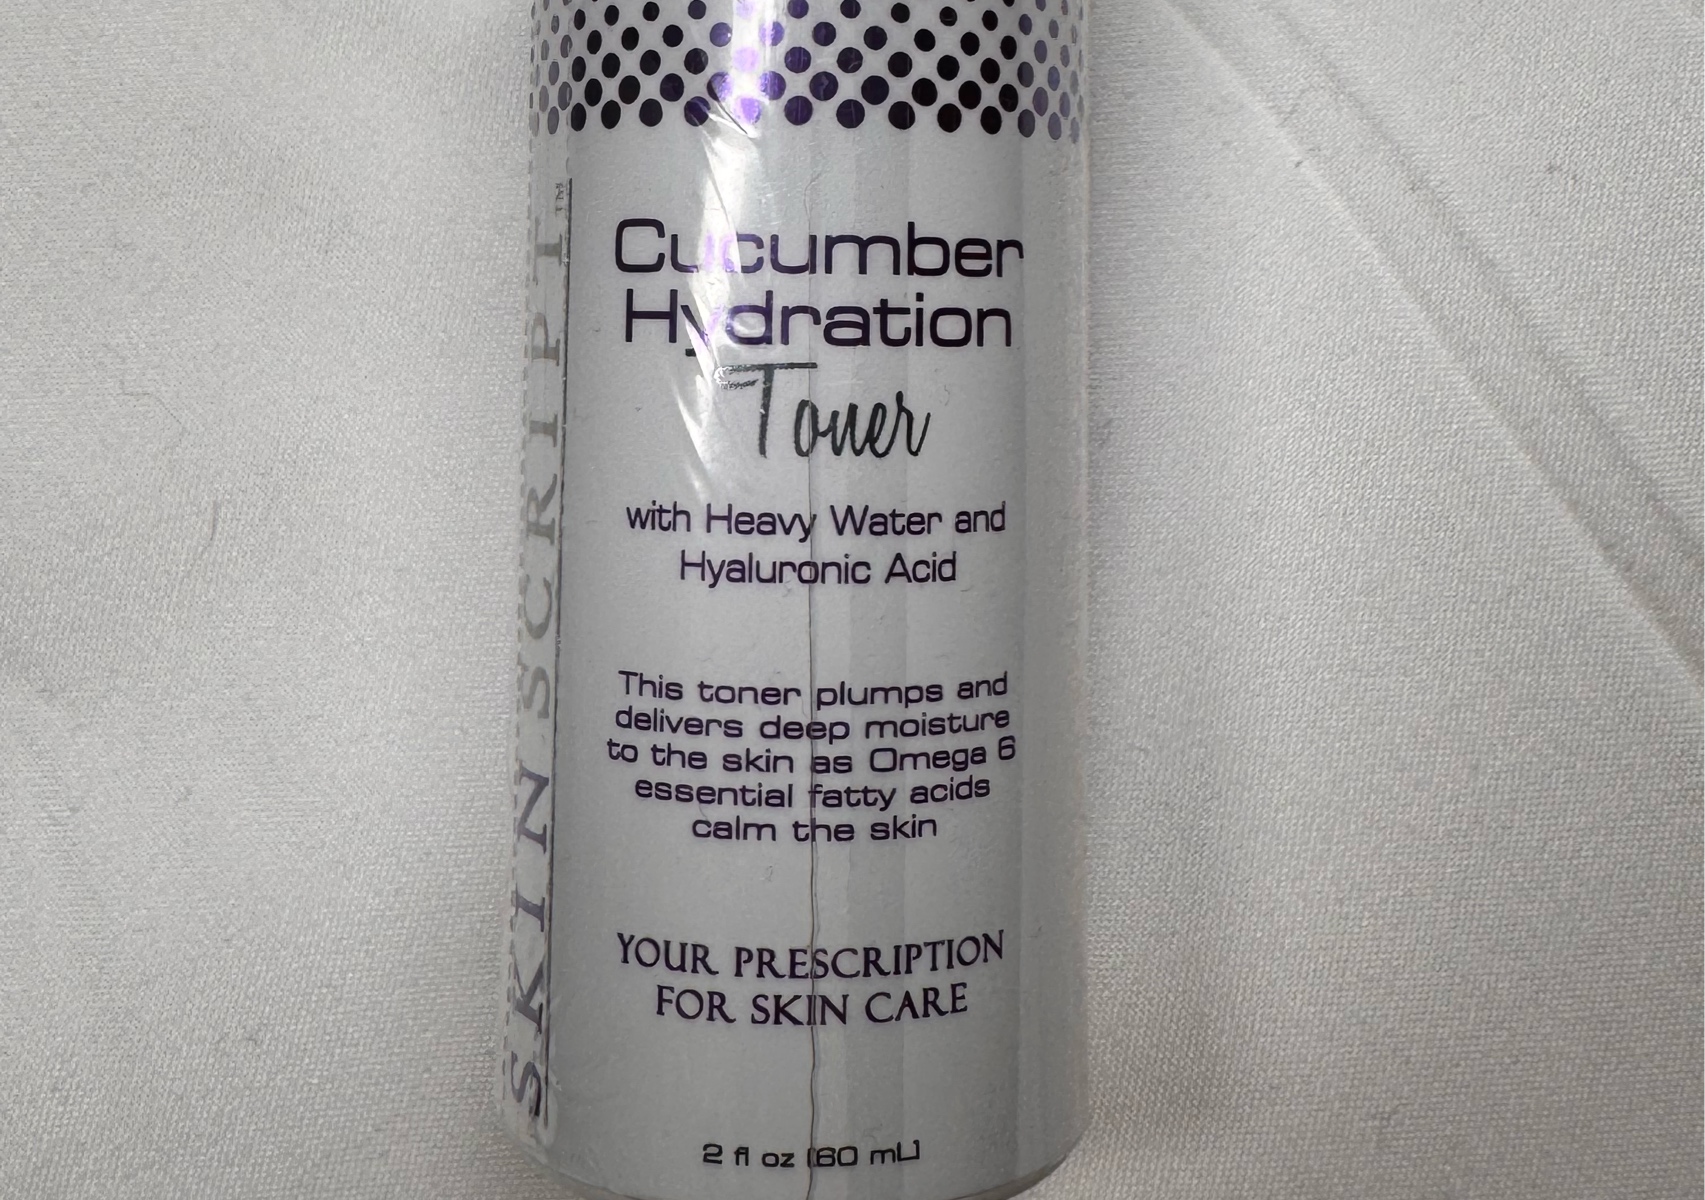 SKIN SCRIPT™
Cucumber
Hydration
Toner
with Heavy Water and
Hyaluronic Acid
This toner plumps and
delivers deep moisture
to the skin as Omega 6
essential fatty acids
calm the skin
YOUR PRESCRIPTION
FOR SKIN CARE
2 fl oz (60 mL)